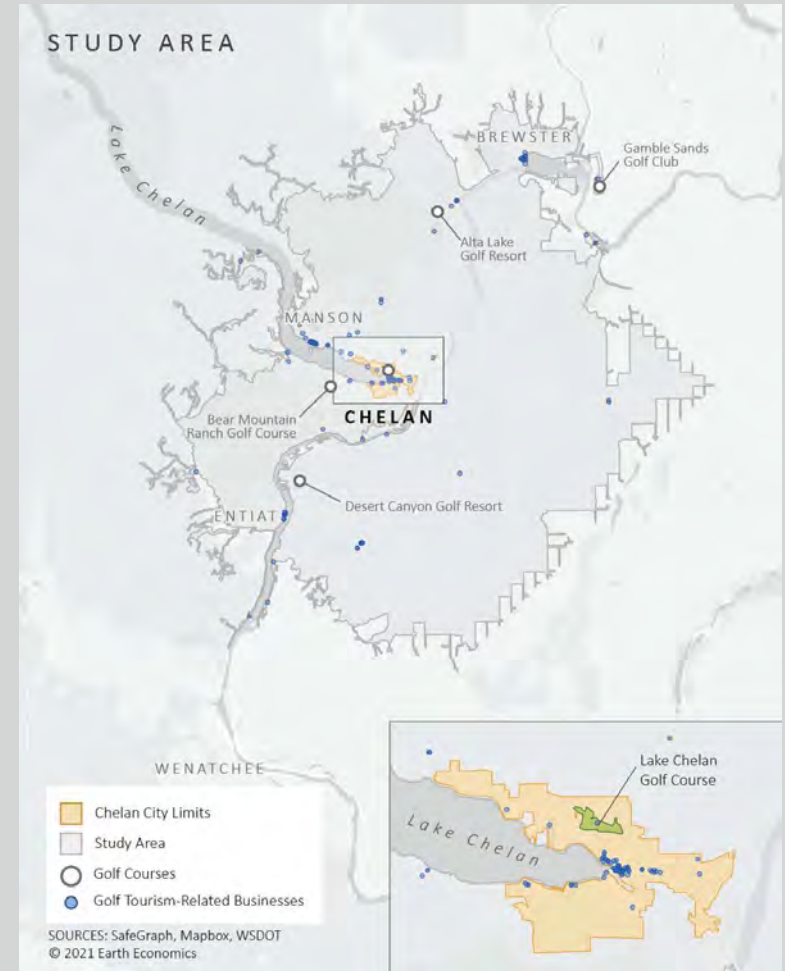 STUDY AREA
Lake Chelan
BREWSTER
Gamble Sands
Golf Club
Alta Lake
Golf Resort
MANSON
Bear Mountain
Ranch Golf Course
CHELAN
Desert Canyon Golf Resort
ENTIAT
WENATCHEE
Chelan City Limits
Study Area
Golf Courses
Golf Tourism-Related Businesses
SOURCES: SafeGraph, Mapbox, WSDOT
© 2021 Earth Economics
Lake Chelan
Golf Course
Lake Chelan